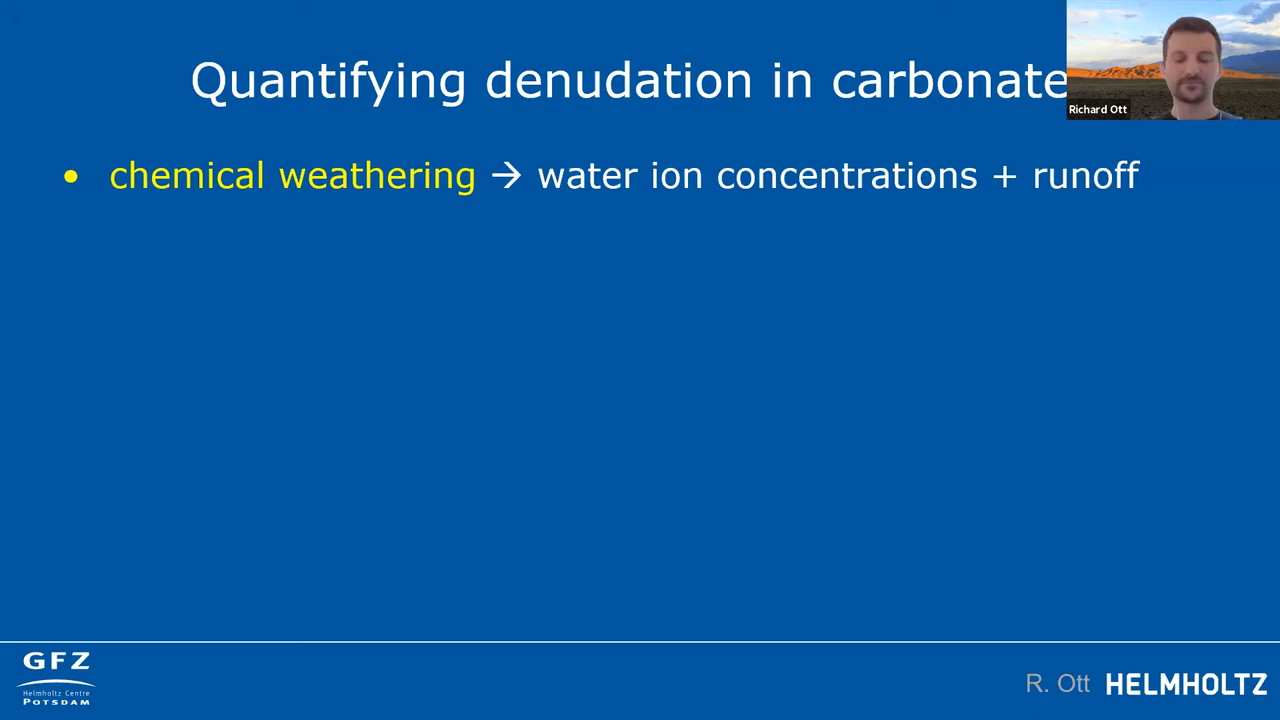 Quantifying denudation in carbonate
Richard Ott
• chemical weathering → water ion concentrations + runoff
GFZ
Helmholtz Centre
POTSDAM
R. Ott HELMHOLTZ